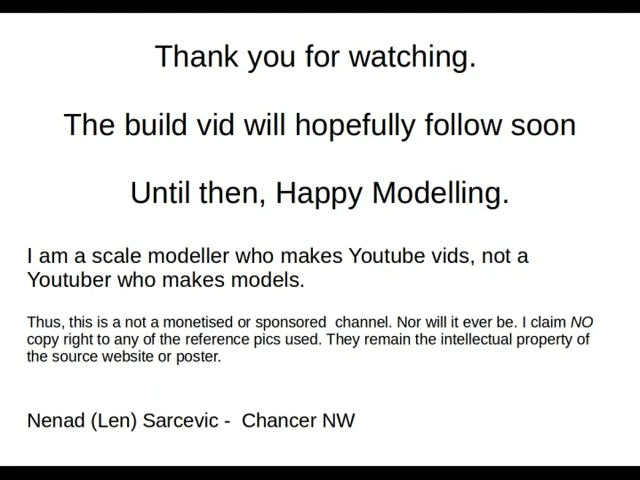 Thank you for watching.
The build vid will hopefully follow soon
Until then, Happy Modelling.
I am a scale modeller who makes Youtube vids, not a
Youtuber who makes models.
Thus, this is a not a monetised or sponsored  channel. Nor will it ever be. I claim NO
copy right to any of the reference pics used. They remain the intellectual property of
the source website or poster.
Nenad (Len) Sarcevic -  Chancer NW